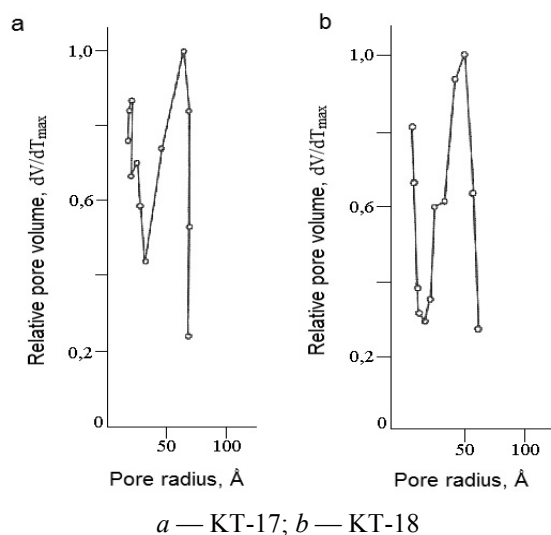 a
1,0
0,6
0,2
0
50
100
Relative pore volume, dV/dTmax
Pore radius, Å
b
1,0
0,6
0,2
0
50
100
Relative pore volume, dV/dTmax
Pore radius, Å
a — KT-17; b — KT-18